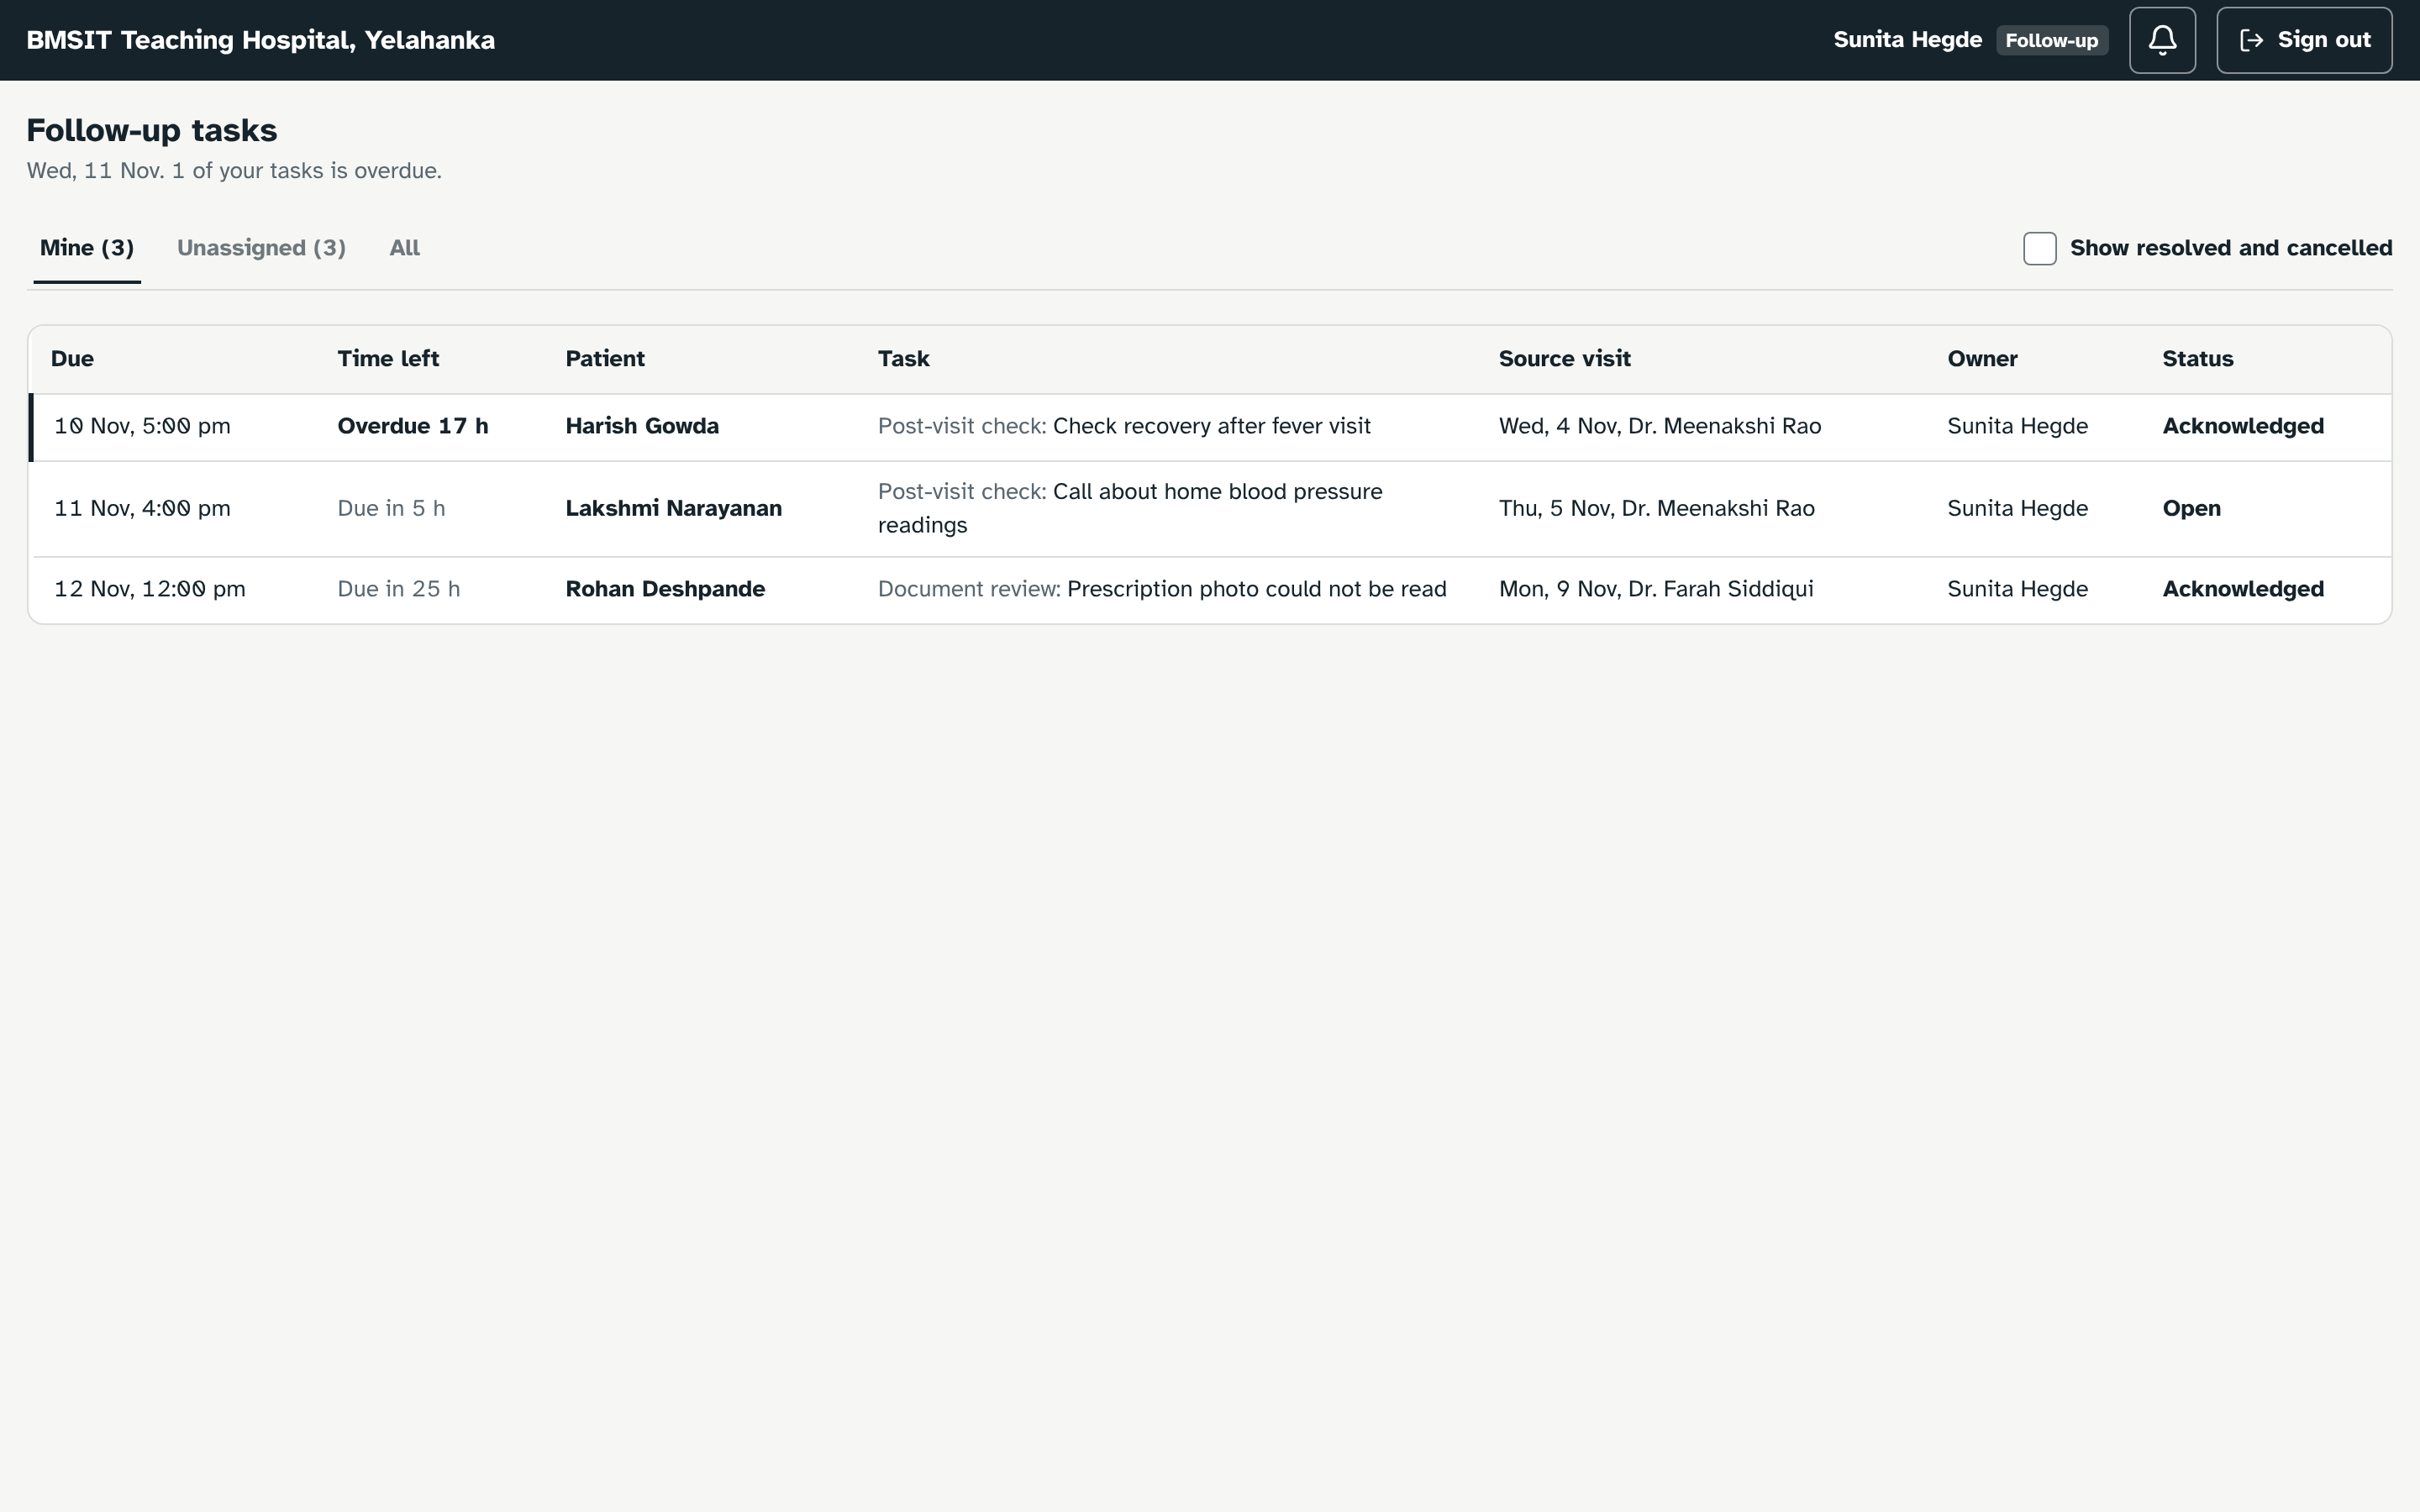 BMSIT Teaching Hospital, Yelahanka
Sunita Hegde Follow-up Sign out
Follow-up tasks
Wed, 11 Nov. 1 of your tasks is overdue.
Mine (3) Unassigned (3) All Show resolved and cancelled
Due Time left Patient Task Source visit Owner Status
10 Nov, 5:00 pm Overdue 17 h Harish Gowda Post-visit check: Check recovery after fever visit Wed, 4 Nov, Dr. Meenakshi Rao Sunita Hegde Acknowledged
11 Nov, 4:00 pm Due in 5 h Lakshmi Narayanan Post-visit check: Call about home blood pressure
readings Thu, 5 Nov, Dr. Meenakshi Rao Sunita Hegde Open
12 Nov, 12:00 pm Due in 25 h Rohan Deshpande Document review: Prescription photo could not be read Mon, 9 Nov, Dr. Farah Siddiqui Sunita Hegde Acknowledged